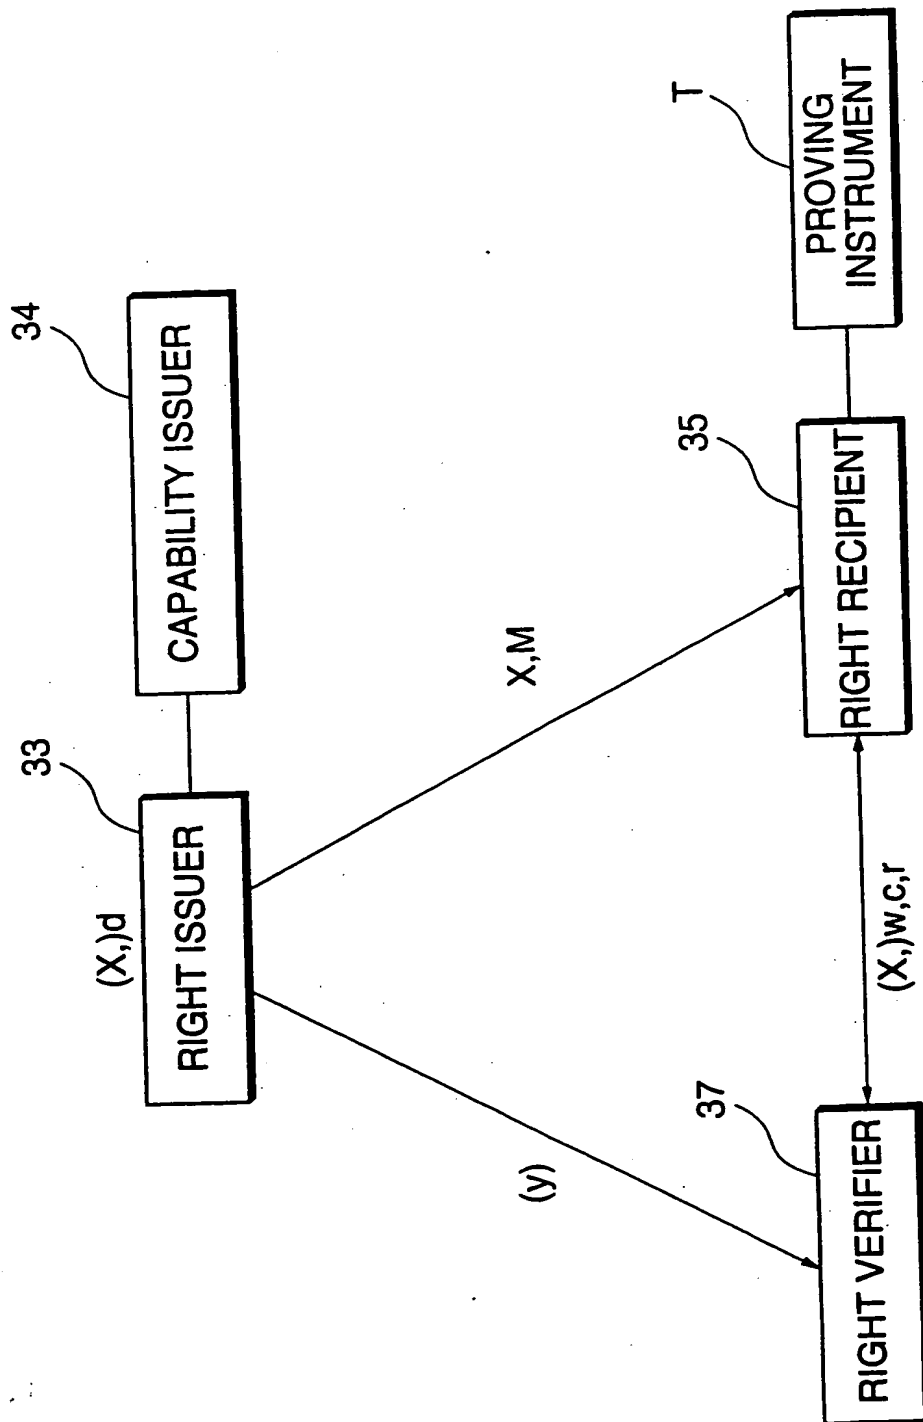 34
33
(X,)d
CAPABILITY ISSUER
RIGHT ISSUER
X,M
(y)
T
35
37
PROVING
INSTRUMENT
RIGHT RECIPIENT
(X,)w,c,r
RIGHT VERIFIER